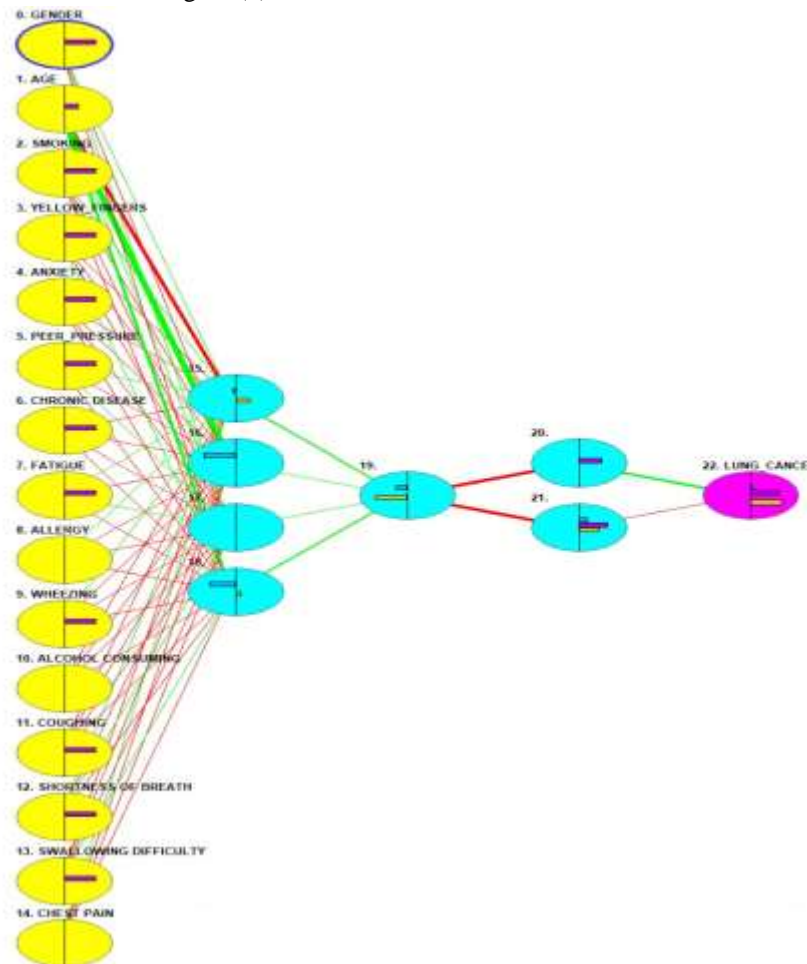 0. GENDER
1. AGE
2. SMOKING
3. YELLOW_FINGERS
4. ANXIETY
5. PEER_PRESSURE
6. CHRONIC DISEASE
7. FATIGUE
8. ALLERGY
9. WHEEZING
10. ALCOHOL CONSUMING
11. COUGHING
12. SHORTNESS OF BREATH
13. SWALLOWING DIFFICULTY
14. CHEST PAIN
15.
16.
17.
18.
19.
20.
21.
22. LUNG_CANCE